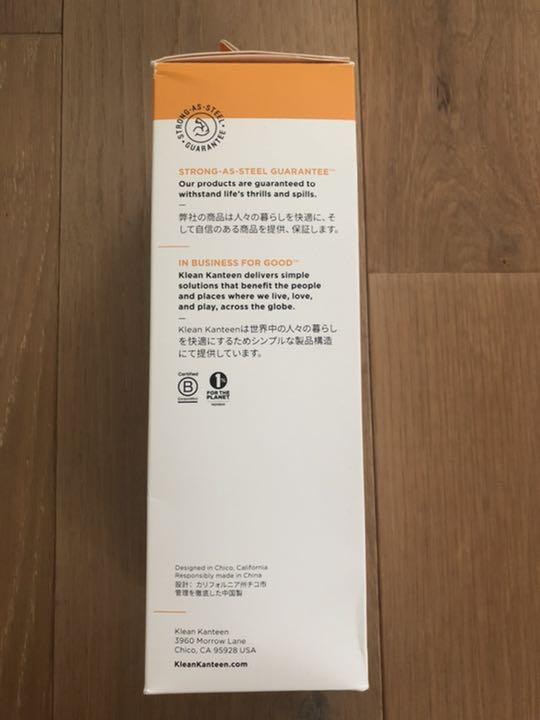 STRONG-AS-STEEL
GUARANTEE
STRONG-AS-STEEL GUARANTEE™
Our products are guaranteed to
withstand life's thrills and spills.
弊社の商品は人々の暮らしを快適に、そ
して自信のある商品を提供、保証します。
IN BUSINESS FOR GOOD™
Klean Kanteen delivers simple
solutions that benefit the people
and places where we live, love,
and play, across the globe.
Klean Kanteenは世界中の人々の暮らし
を快適にするためシンプルな製品構造
にて提供しています。
Certified
B
Corporation
1%
FOR THE
PLANET
MEMBER
Designed in Chico, California
Responsibly made in China
設計: カリフォルニア州チコ市
管理を徹底した中国製
Klean Kanteen
3960 Morrow Lane
Chico, CA 95928 USA
KleanKanteen.com